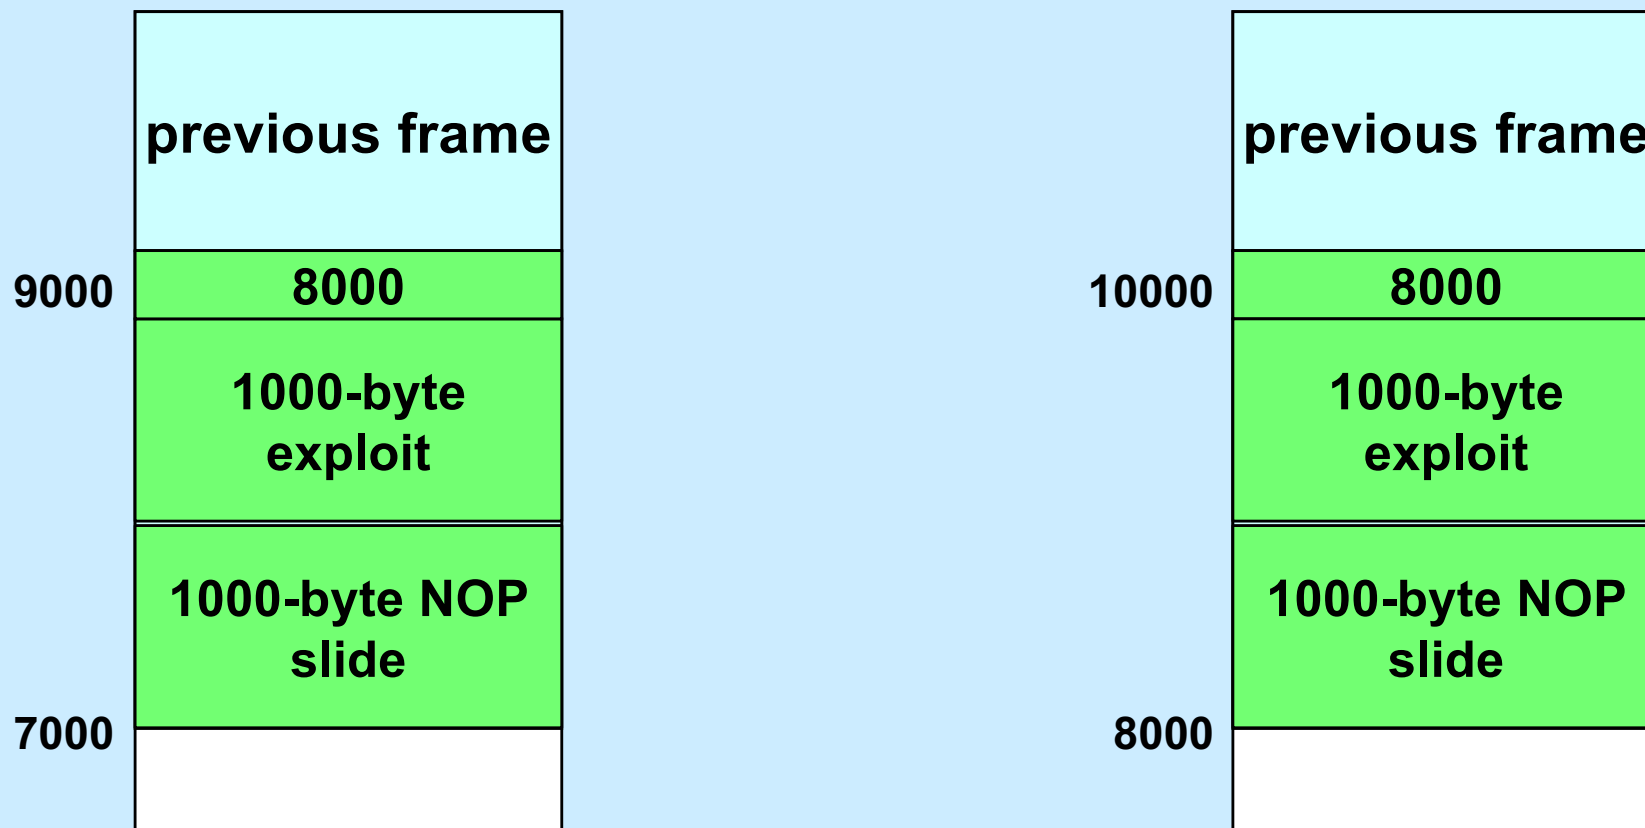 previous frame
9000
8000
1000-byte
exploit
1000-byte NOP
slide
7000
previous frame
10000
8000
1000-byte
exploit
1000-byte NOP
slide
8000